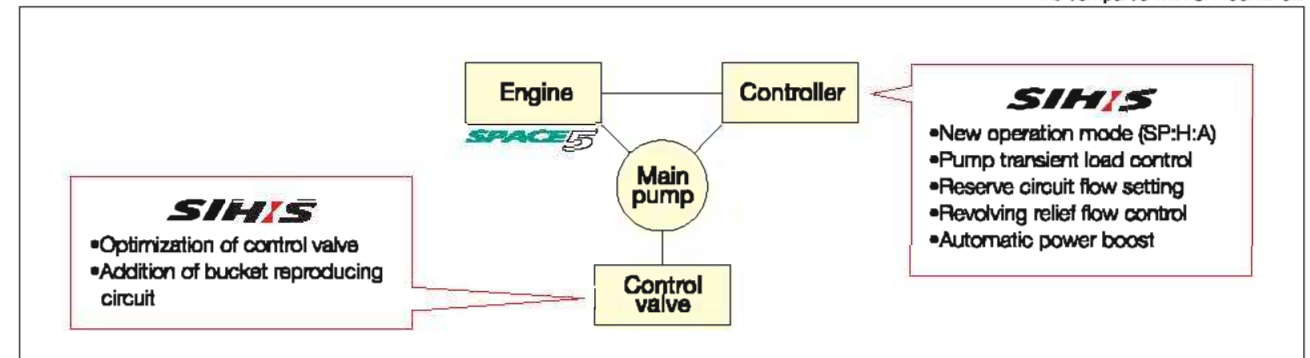 Engine
Controller
SPACE5
Main
pump
Control
valve
SIH:S
•New operation mode (SP:H:A)
•Pump transient load control
•Reserve circuit flow setting
•Revolving relief flow control
•Automatic power boost
SIH:S
•Optimization of control valve
•Addition of bucket reproducing
circuit